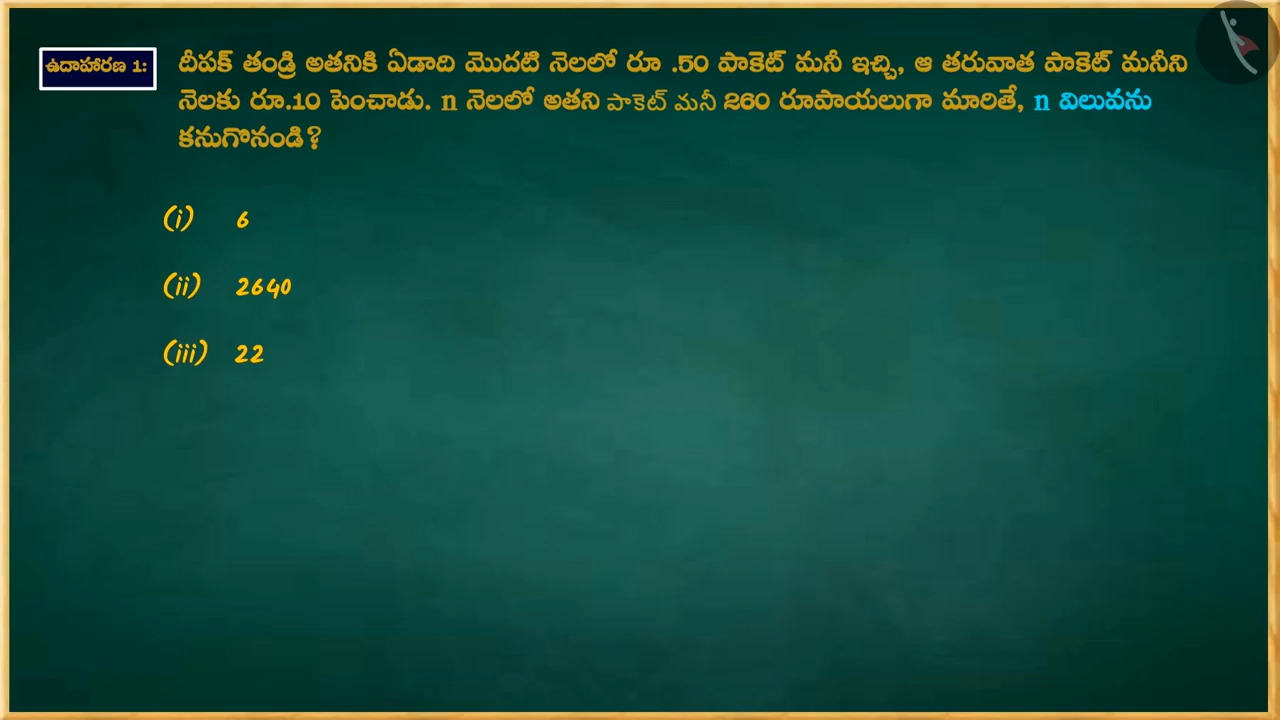 ఉదాహారణ 1:
దీపక్ తండ్రి అతనికి ఏడాది మొదటి నెలలో రూ .50 పాకెట్ మనీ ఇచ్చి, ఆ తరువాత పాకెట్ మనీని
నెలకు రూ.10 పెంచాడు. n నెలలో అతని పాకెట్ మనీ 260 రూపాయలుగా మారితే, n విలువను
కనుగొనండి?
(i) 6
(ii) 2640
(iii) 22